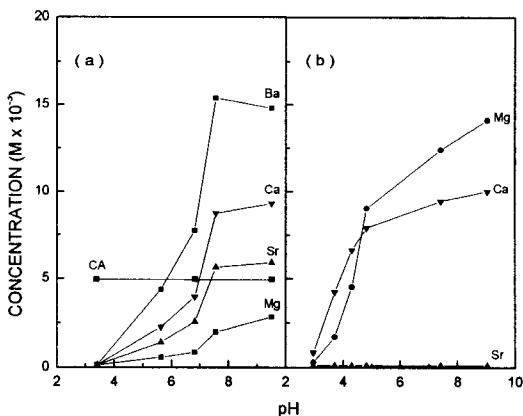 20
15
10
5
0
CONCENTRATION (M x 10⁻³)
( a )
Ba
Ca
CA
Sr
Mg
( b )
Mg
Ca
Sr
2 4 6 8 2 4 6 8 10
pH